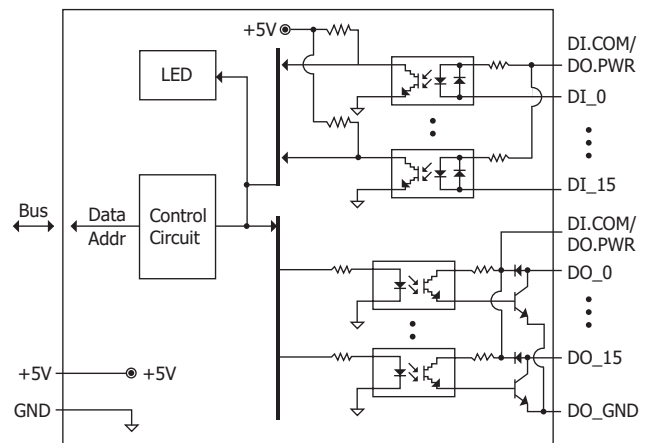 +5V
DI.COM/
DO.PWR
LED
DI_0
DI_15
Bus
Data
Addr
Control
Circuit
DI.COM/
DO.PWR
DO_0
DO_15
+5V
+5V
GND
DO_GND